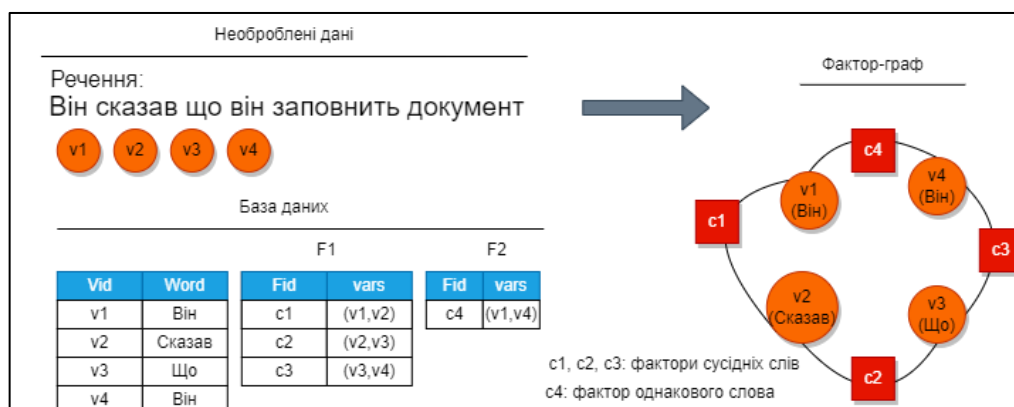 Необроблені дані
Речення:
Він сказав що він заповнить документ
v1 v2 v3 v4
База даних
F1 F2
Vid Word
v1 Він
v2 Сказав
v3 Що
v4 Він
Fid vars
c1 (v1,v2)
c2 (v2,v3)
c3 (v3,v4)
Fid vars
c4 (v1,v4)
Фактор-граф
c4
v1
(Він)
v4
(Він)
c1
c3
v2
(Сказав)
v3
(Що)
c2
c1, c2, c3: фактори сусідніх слів
c4: фактор однакового слова